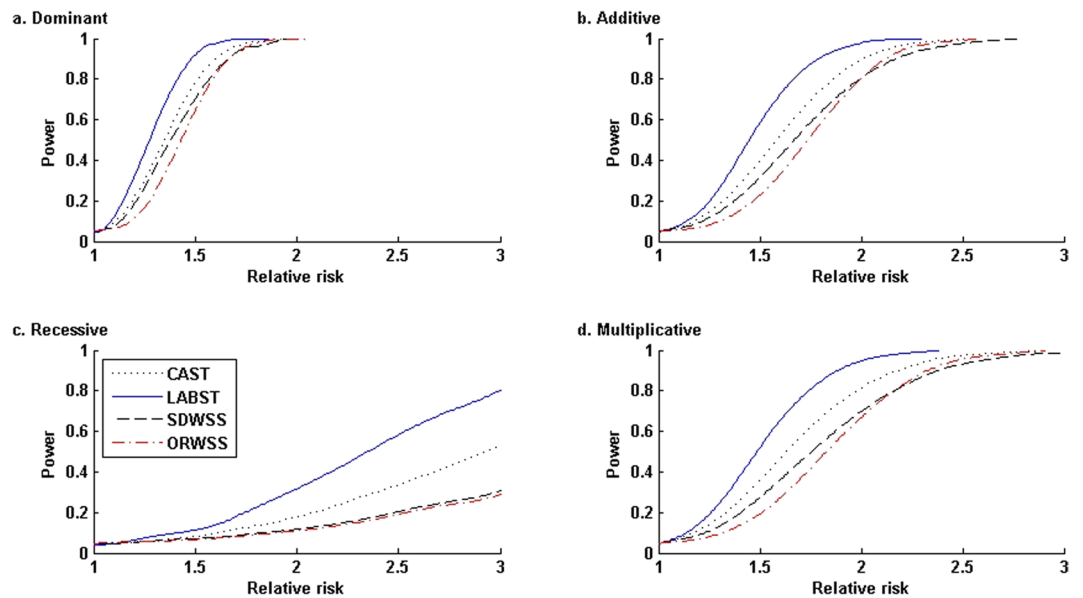 a. Dominant
1
0.8
0.6
0.4
0.2
0
Power
1 1.5 2 2.5 3
Relative risk
b. Additive
1
0.8
0.6
0.4
0.2
0
Power
1 1.5 2 2.5 3
Relative risk
c. Recessive
1
0.8
0.6
0.4
0.2
0
Power
CAST
LABST
SDWSS
ORWSS
1 1.5 2 2.5 3
Relative risk
d. Multiplicative
1
0.8
0.6
0.4
0.2
0
Power
1 1.5 2 2.5 3
Relative risk